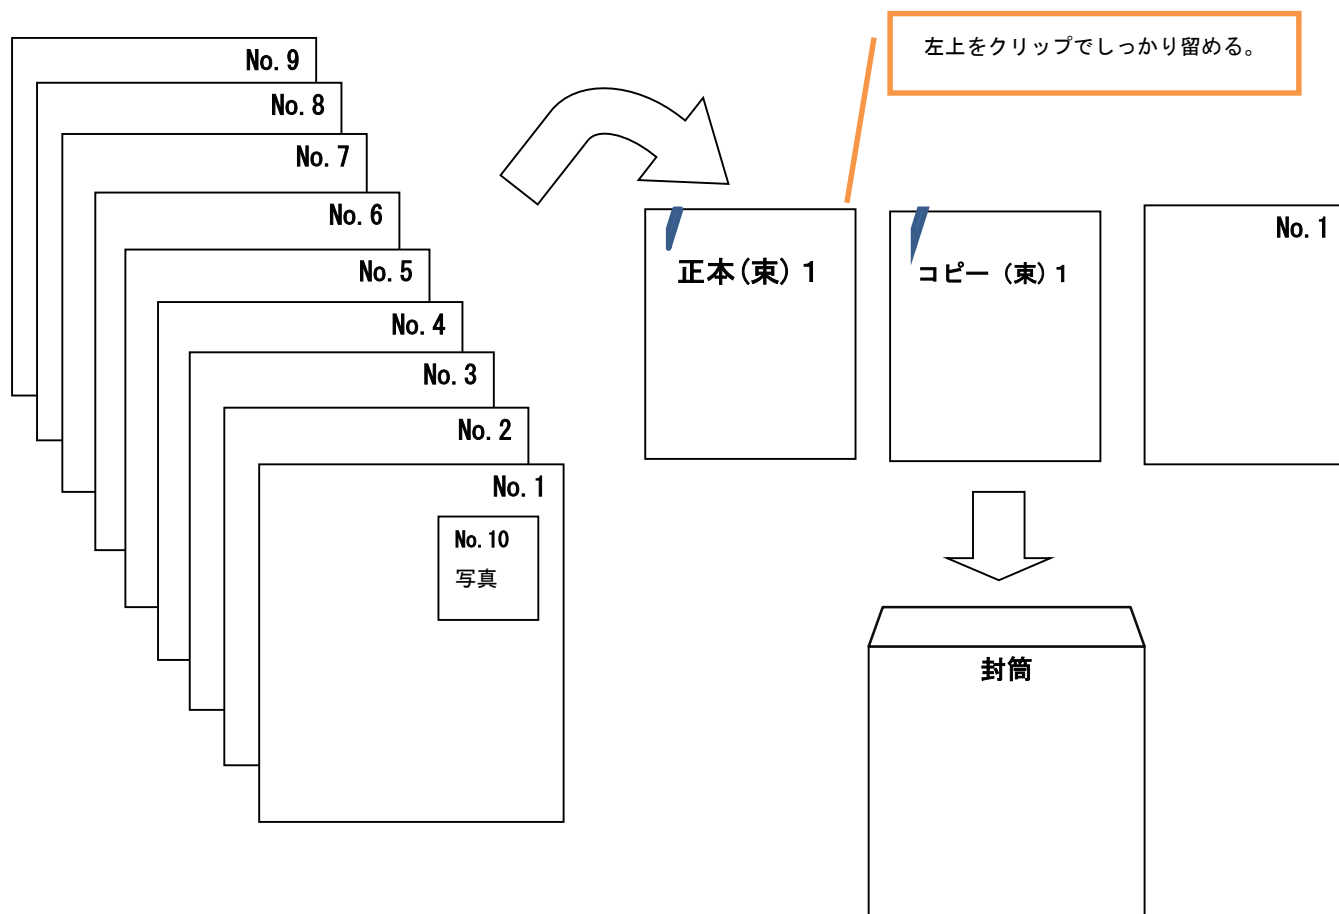 No. 9
No. 8
No. 7
No. 6
No. 5
No. 4
No. 3
No. 2
No. 1
No. 10
写真
左上をクリップでしっかり留める。
正本(束) 1
コピー (束) 1
No. 1
封筒